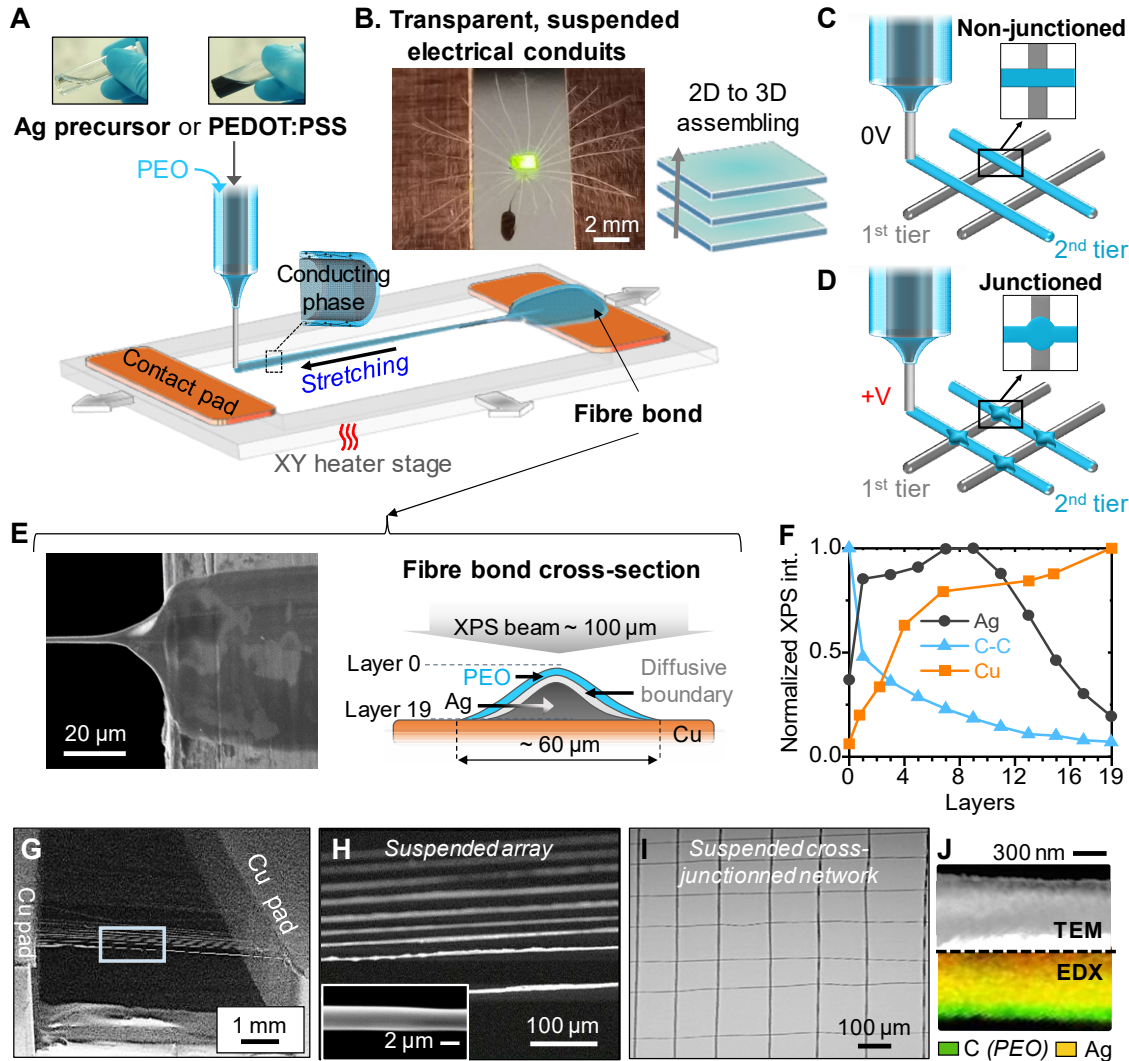 A
Ag precursor or PEDOT:PSS
PEO
Conducting
phase
Contact pad
Stretching
Fibre bond
XY heater stage
B. Transparent, suspended
electrical conduits
2 mm
2D to 3D
assembling
C
Non-junctioned
0V
1st tier
2nd tier
D
Junctioned
+V
1st tier
2nd tier
E
20 µm
Fibre bond cross-section
XPS beam ~ 100 µm
Layer 0
PEO
Diffusive
boundary
Ag
Layer 19
Cu
~ 60 µm
F
Normalized XPS int.
1.0
0.5
0.0
Ag
C-C
Cu
0 4 8 12 16 19
Layers
G
Cu pad
Cu pad
1 mm
H
Suspended array
2 µm
100 µm
I
Suspended cross-
junctionned network
100 µm
J
300 nm
TEM
EDX
C (PEO) Ag